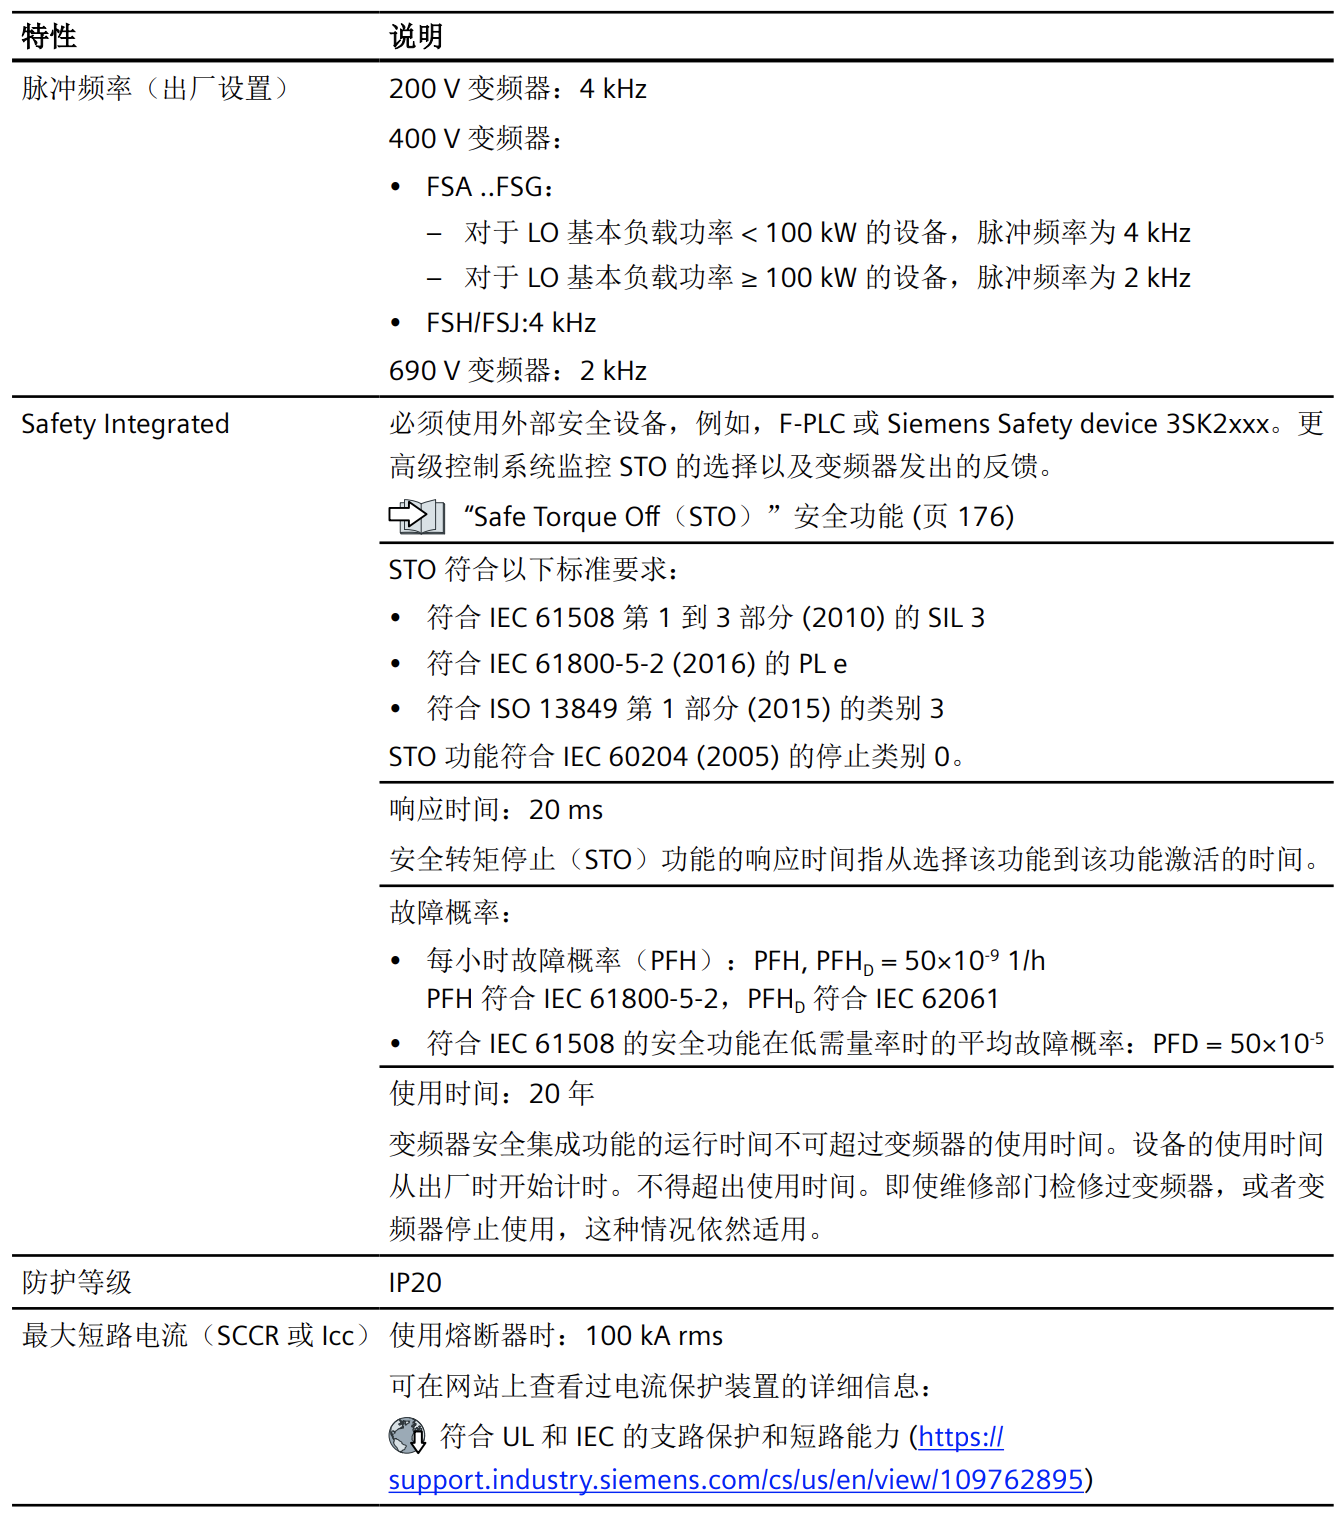 特性 说明
脉冲频率（出厂设置） 200 V 变频器：4 kHz
400 V 变频器：
• FSA ..FSG：
– 对于 LO 基本负载功率 < 100 kW 的设备，脉冲频率为 4 kHz
– 对于 LO 基本负载功率 ≥ 100 kW 的设备，脉冲频率为 2 kHz
• FSH/FSJ:4 kHz
690 V 变频器：2 kHz
Safety Integrated 必须使用外部安全设备，例如，F-PLC 或 Siemens Safety device 3SK2xxx。更
高级控制系统监控 STO 的选择以及变频器发出的反馈。
“Safe Torque Off（STO）”安全功能 (页 176)
STO 符合以下标准要求：
• 符合 IEC 61508 第 1 到 3 部分 (2010) 的 SIL 3
• 符合 IEC 61800-5-2 (2016) 的 PL e
• 符合 ISO 13849 第 1 部分 (2015) 的类别 3
STO 功能符合 IEC 60204 (2005) 的停止类别 0。
响应时间：20 ms
安全转矩停止（STO）功能的响应时间指从选择该功能到该功能激活的时间。
故障概率：
• 每小时故障概率（PFH）：PFH, PFH_D = 50×10^-9 1/h
PFH 符合 IEC 61800-5-2，PFH_D 符合 IEC 62061
• 符合 IEC 61508 的安全功能在低需量率时的平均故障概率：PFD = 50×10^-5
使用时间：20 年
变频器安全集成功能的运行时间不可超过变频器的使用时间。设备的使用时间
从出厂时开始计时。不得超出使用时间。即使维修部门检修过变频器，或者变
频器停止使用，这种情况依然适用。
防护等级 IP20
最大短路电流（SCCR 或 Icc） 使用熔断器时：100 kA rms
可在网站上查看过电流保护装置的详细信息：
符合 UL 和 IEC 的支路保护和短路能力 (https://
support.industry.siemens.com/cs/us/en/view/109762895)